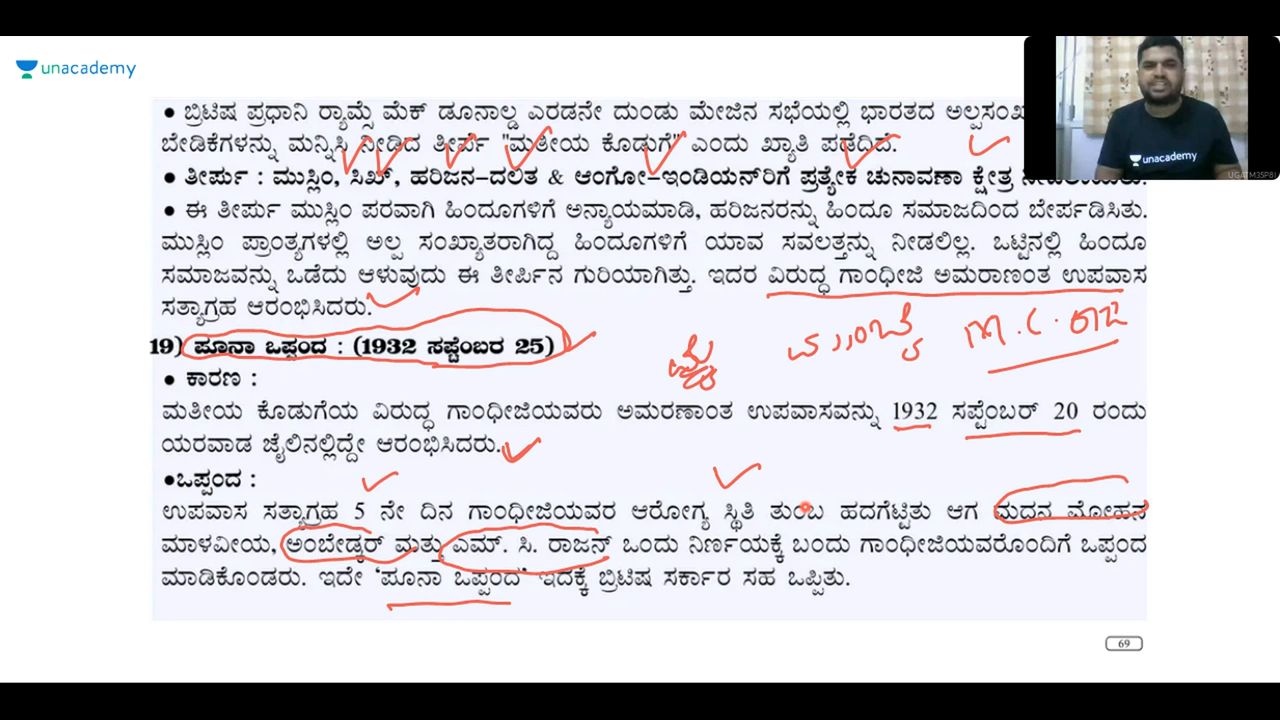 unacademy
• ಬ್ರಿಟಿಷ ಪ್ರಧಾನಿ ರ‍್ಯಾಮ್ಸೆ ಮೆಕ್ ಡೂನಾಲ್ಡ ಎರಡನೇ ದುಂಡು ಮೇಜಿನ ಸಭೆಯಲ್ಲಿ ಭಾರತದ
ಬೇಡಿಕೆಗಳನ್ನು ಮನ್ನಿಸಿ ನೀಡಿದ ತೀರ್ಪೆ "ಮತೀಯ ಕೊಡುಗೆ" ಎಂದು ಖ್ಯಾತಿ ಪಡೆದಿದೆ.
• ತೀರ್ಪು : ಮುಸ್ಲಿಂ, ಸಿಖ್, ಹರಿಜನ-ದಲಿತ & ಆಂಗೋ-ಇಂಡಿಯನ್‌ರಿಗೆ ಪ್ರತ್ಯೇಕ ಚುನಾವಣಾ ಕ್ಷೇತ್ರ
unacademy
UGATM35P8I
• ಈ ತೀರ್ಪು ಮುಸ್ಲಿಂ ಪರವಾಗಿ ಹಿಂದೂಗಳಿಗೆ ಅನ್ಯಾಯಮಾಡಿ, ಹರಿಜನರನ್ನು ಹಿಂದೂ ಸಮಾಜದಿಂದ ಬೇರ್ಪಡಿಸಿತು.
ಮುಸ್ಲಿಂ ಪ್ರಾಂತ್ಯಗಳಲ್ಲಿ ಅಲ್ಪ ಸಂಖ್ಯಾತರಾಗಿದ್ದ ಹಿಂದೂಗಳಿಗೆ ಯಾವ ಸವಲತ್ತನ್ನು ನೀಡಲಿಲ್ಲ. ಒಟ್ಟಿನಲ್ಲಿ ಹಿಂದೂ
ಸಮಾಜವನ್ನು ಒಡೆದು ಆಳುವುದು ಈ ತೀರ್ಪಿನ ಗುರಿಯಾಗಿತ್ತು. ಇದರ ವಿರುದ್ಧ ಗಾಂಧೀಜಿ ಅಮರಾಣಂತ ಉಪವಾಸ
ಸತ್ಯಾಗ್ರಹ ಆರಂಭಿಸಿದರು.
19) ಪೂನಾ ಒಪ್ಪಂದ : (1932 ಸಪ್ಟೆಂಬರ 25)
M.C.
• ಕಾರಣ :
ಮತೀಯ ಕೊಡುಗೆಯ ವಿರುದ್ಧ ಗಾಂಧೀಜಿಯವರು ಅಮರಣಾಂತ ಉಪವಾಸವನ್ನು 1932 ಸಪ್ಟೆಂಬರ್ 20 ರಂದು
ಯರವಾಡ ಜೈಲಿನಲ್ಲಿದ್ದೇ ಆರಂಭಿಸಿದರು.
•ಒಪ್ಪಂದ :
ಉಪವಾಸ ಸತ್ಯಾಗ್ರಹ 5 ನೇ ದಿನ ಗಾಂಧೀಜಿಯವರ ಆರೋಗ್ಯ ಸ್ಥಿತಿ ತುಂಬ ಹದಗೆಟ್ಟಿತು ಆಗ ಮದನ ಮೋಹನ
ಮಾಳವೀಯ, ಅಂಬೇಡ್ಕರ್ ಮತ್ತು ಎಮ್. ಸಿ. ರಾಜನ್ ಒಂದು ನಿರ್ಣಯಕ್ಕೆ ಬಂದು ಗಾಂಧೀಜಿಯವರೊಂದಿಗೆ ಒಪ್ಪಂದ
ಮಾಡಿಕೊಂಡರು. ಇದೇ ‘ಪೂನಾ ಒಪ್ಪಂದ’ ಇದಕ್ಕೆ ಬ್ರಿಟಿಷ ಸರ್ಕಾರ ಸಹ ಒಪ್ಪಿತು.
69